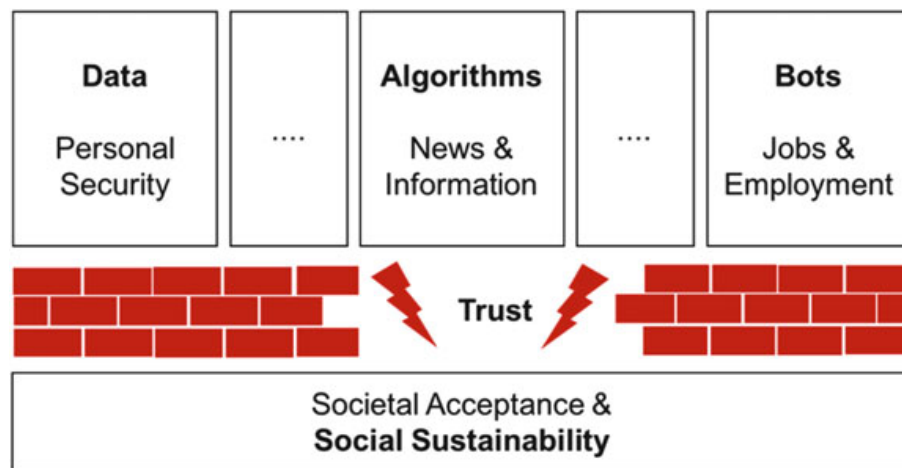 Data
Personal
Security
....
Algorithms
News &
Information
....
Bots
Jobs &
Employment
Trust
Societal Acceptance &
Social Sustainability